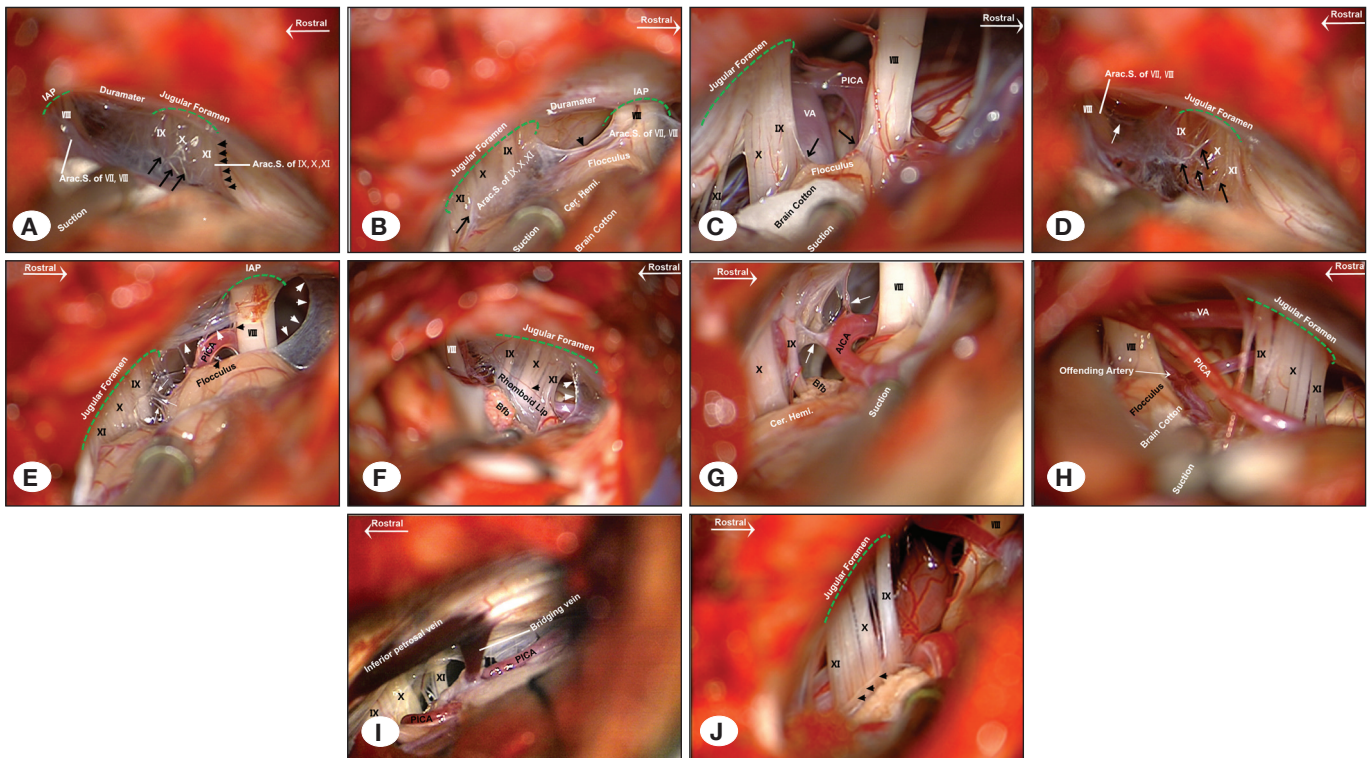 Rostral
IAP
Duramater
Jugular Foramen
VIII
IX
X
XI
Arac.S. of IX, X ,XI
Arac.S. of VII, VIII
Suction
A
Rostral
IAP
Duramater
VIII
Jugular Foramen
Arac.S. of VII, VIII
IX
X
Arac.S. of IX, X, XI
Flocculus
XI
Cer. Hemi.
Suction
Brain Cotton
B
Rostral
Jugular Foramen
VIII
PICA
VA
IX
X
Flocculus
XI
Brain Cotton
Suction
C
Rostral
Arac.S. of VII, VIII
VIII
Jugular Foramen
IX
X
XI
D
Rostral
IAP
VIII
Jugular Foramen
PICA
IX
Flocculus
X
XI
E
Rostral
Jugular Foramen
VIII
IX
X
XI
Rhomboid Lip
Bfb
F
Rostral
VIII
IX
AICA
X
Bfb
Cer. Hemi.
Suction
G
Rostral
VA
Jugular Foramen
VIII
IX
Offending Artery
PICA
X
Flocculus
XI
Brain Cotton
Suction
H
Rostral
Inferior petrosal vein
Bridging vein
PICA
XI
X
IX
PICA
I
Rostral
VIII
Jugular Foramen
IX
X
XI
J